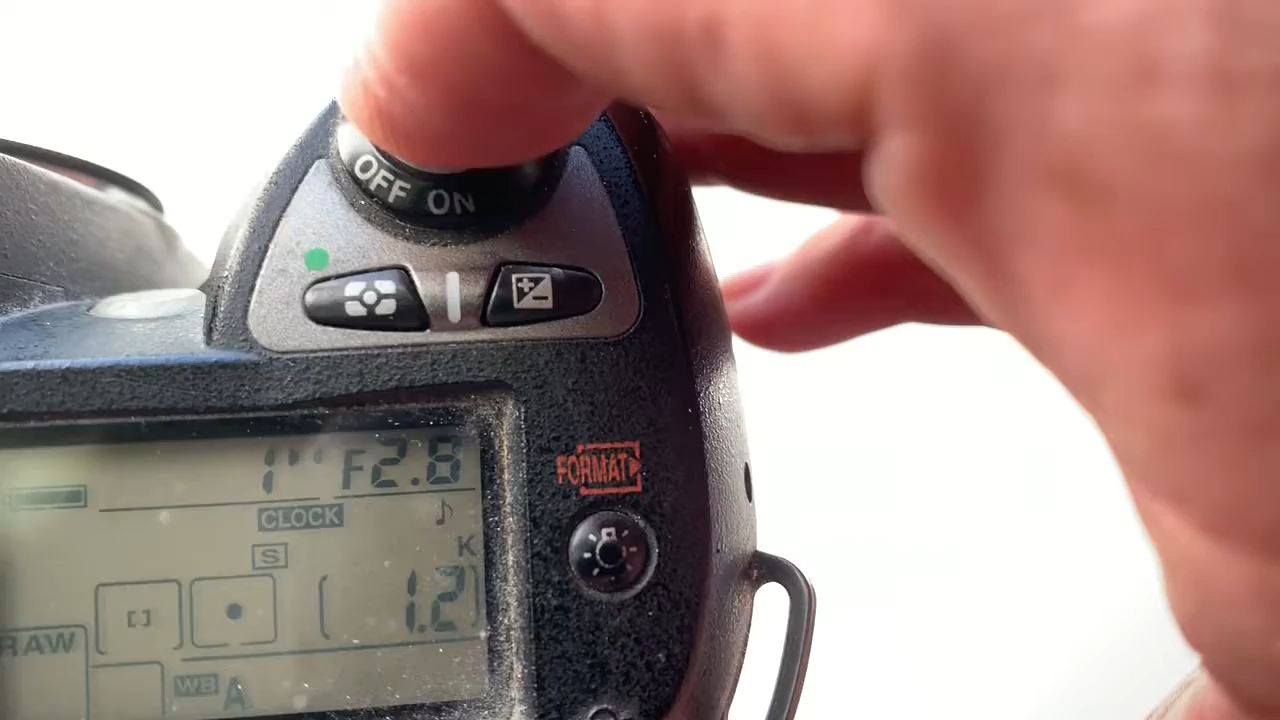 OFF ON
1'' F2.8
CLOCK
S
K
[1.2]
RAW
WB A
FORMAT